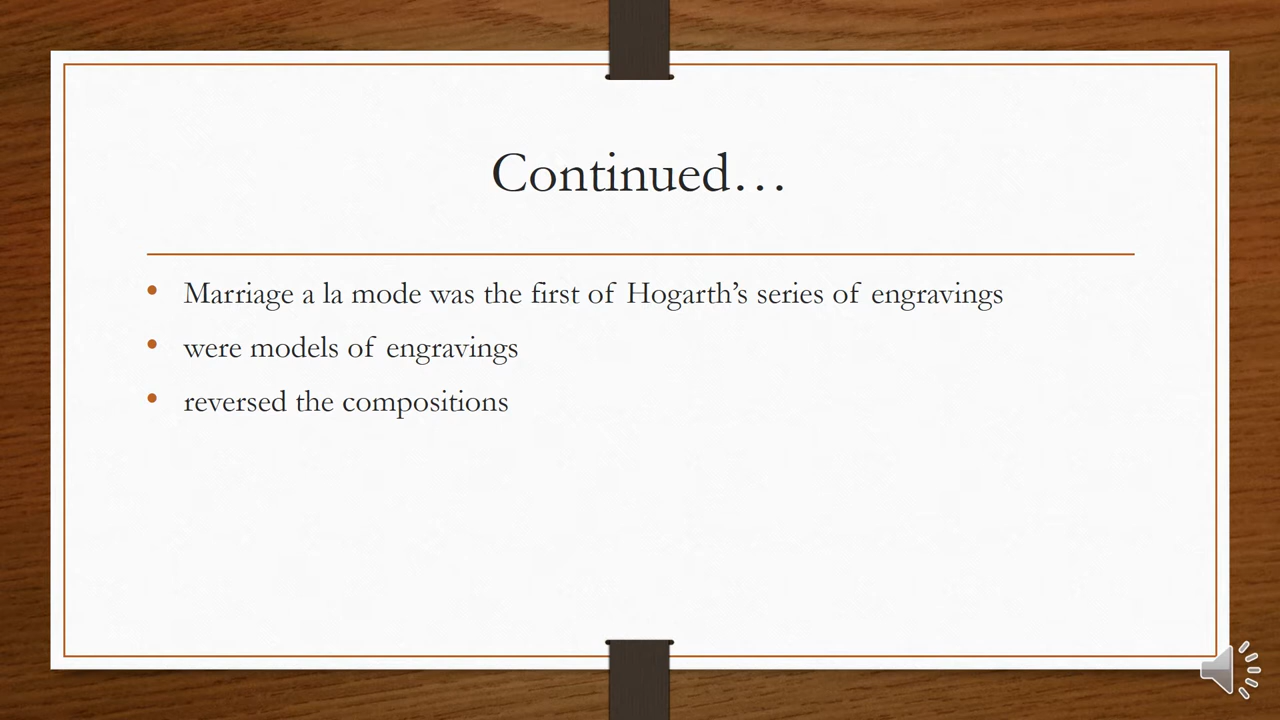 Continued…
• Marriage a la mode was the first of Hogarth’s series of engravings
• were models of engravings
• reversed the compositions